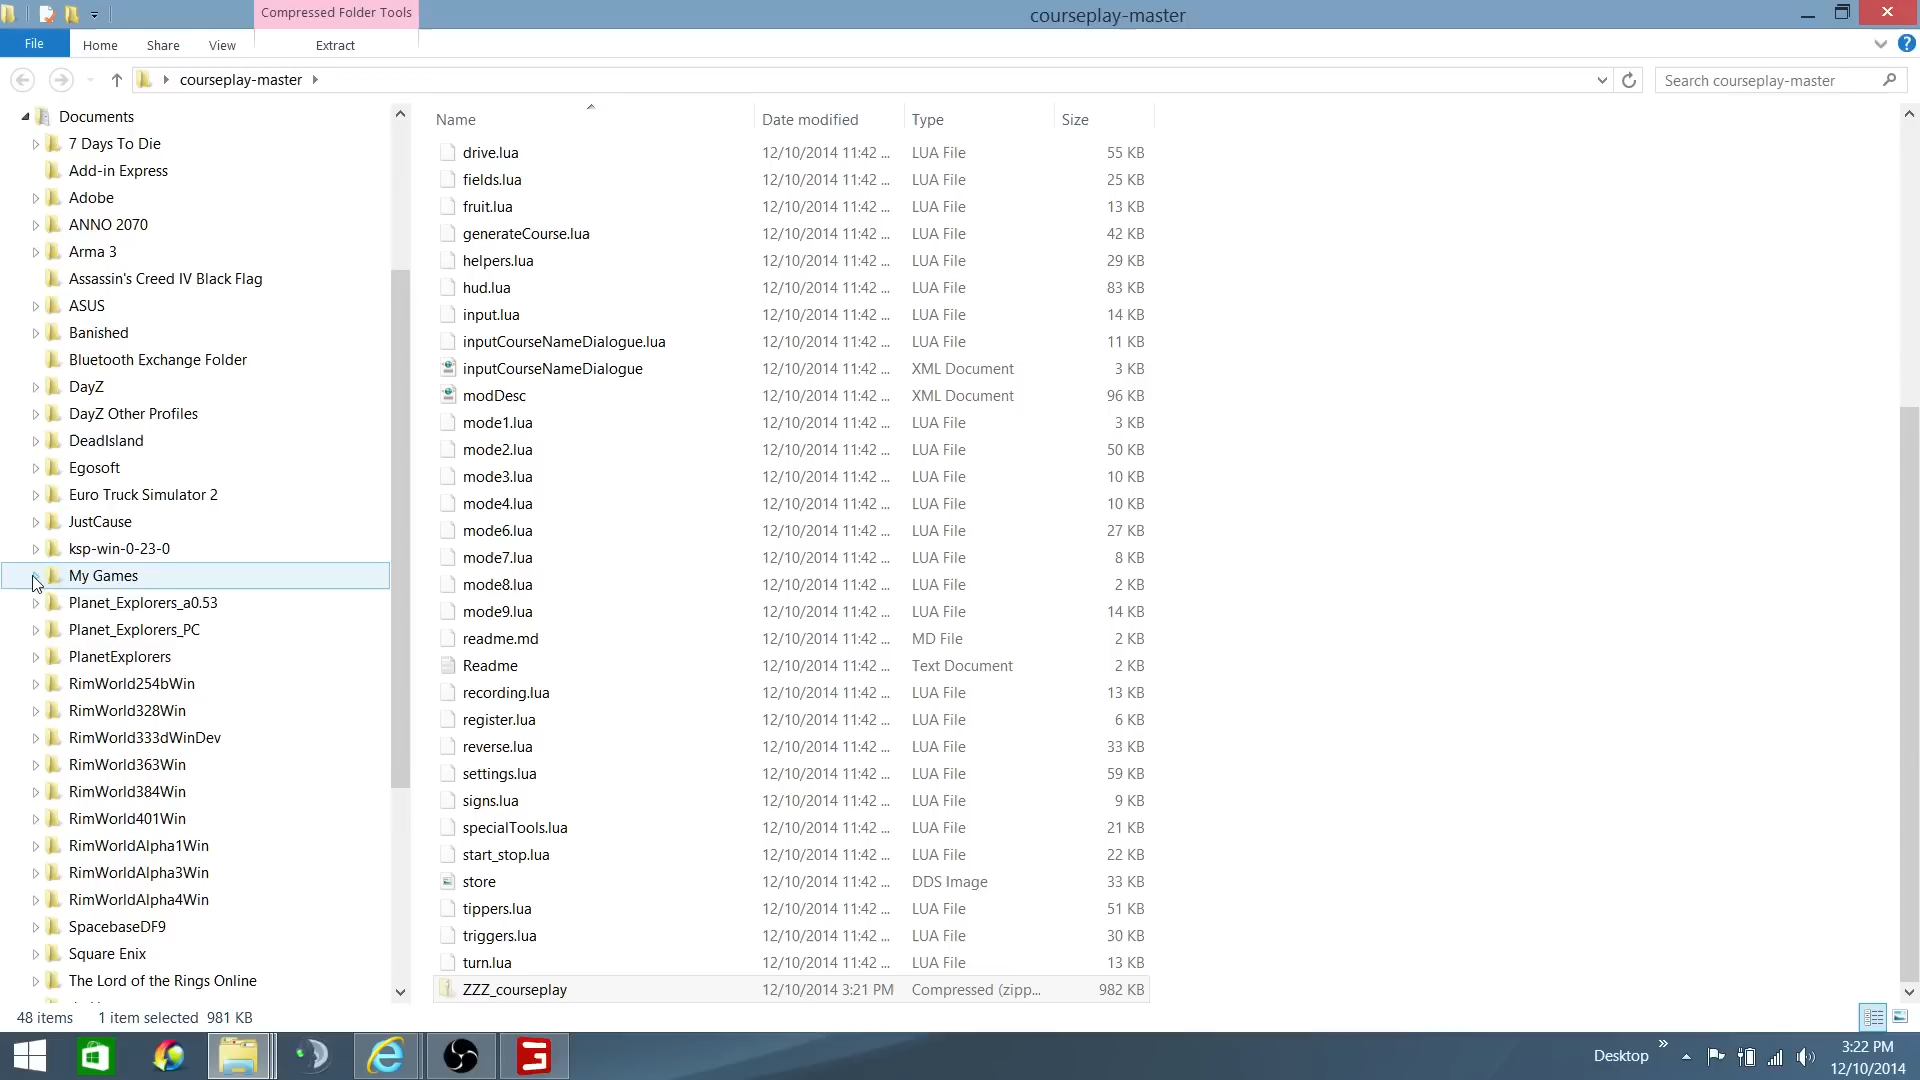 Compressed Folder Tools
courseplay-master
File
Home
Share
View
Extract
courseplay-master
Search courseplay-master
Documents
7 Days To Die
Add-in Express
Adobe
ANNO 2070
Arma 3
Assassin's Creed IV Black Flag
ASUS
Banished
Bluetooth Exchange Folder
DayZ
DayZ Other Profiles
DeadIsland
Egosoft
Euro Truck Simulator 2
JustCause
ksp-win-0-23-0
My Games
Planet_Explorers_a0.53
Planet_Explorers_PC
PlanetExplorers
RimWorld254bWin
RimWorld328Win
RimWorld333dWinDev
RimWorld363Win
RimWorld384Win
RimWorld401Win
RimWorldAlpha1Win
RimWorldAlpha3Win
RimWorldAlpha4Win
SpacebaseDF9
Square Enix
The Lord of the Rings Online
Name Date modified Type Size
drive.lua 12/10/2014 11:42 ... LUA File 55 KB
fields.lua 12/10/2014 11:42 ... LUA File 25 KB
fruit.lua 12/10/2014 11:42 ... LUA File 13 KB
generateCourse.lua 12/10/2014 11:42 ... LUA File 42 KB
helpers.lua 12/10/2014 11:42 ... LUA File 29 KB
hud.lua 12/10/2014 11:42 ... LUA File 83 KB
input.lua 12/10/2014 11:42 ... LUA File 14 KB
inputCourseNameDialogue.lua 12/10/2014 11:42 ... LUA File 11 KB
inputCourseNameDialogue 12/10/2014 11:42 ... XML Document 3 KB
modDesc 12/10/2014 11:42 ... XML Document 96 KB
mode1.lua 12/10/2014 11:42 ... LUA File 3 KB
mode2.lua 12/10/2014 11:42 ... LUA File 50 KB
mode3.lua 12/10/2014 11:42 ... LUA File 10 KB
mode4.lua 12/10/2014 11:42 ... LUA File 10 KB
mode6.lua 12/10/2014 11:42 ... LUA File 27 KB
mode7.lua 12/10/2014 11:42 ... LUA File 8 KB
mode8.lua 12/10/2014 11:42 ... LUA File 2 KB
mode9.lua 12/10/2014 11:42 ... LUA File 14 KB
readme.md 12/10/2014 11:42 ... MD File 2 KB
Readme 12/10/2014 11:42 ... Text Document 2 KB
recording.lua 12/10/2014 11:42 ... LUA File 13 KB
register.lua 12/10/2014 11:42 ... LUA File 6 KB
reverse.lua 12/10/2014 11:42 ... LUA File 33 KB
settings.lua 12/10/2014 11:42 ... LUA File 59 KB
signs.lua 12/10/2014 11:42 ... LUA File 9 KB
specialTools.lua 12/10/2014 11:42 ... LUA File 21 KB
start_stop.lua 12/10/2014 11:42 ... LUA File 22 KB
store 12/10/2014 11:42 ... DDS Image 33 KB
tippers.lua 12/10/2014 11:42 ... LUA File 51 KB
triggers.lua 12/10/2014 11:42 ... LUA File 30 KB
turn.lua 12/10/2014 11:42 ... LUA File 13 KB
ZZZ_courseplay 12/10/2014 3:21 PM Compressed (zipp... 982 KB
48 items 1 item selected 981 KB
Desktop
3:22 PM
12/10/2014